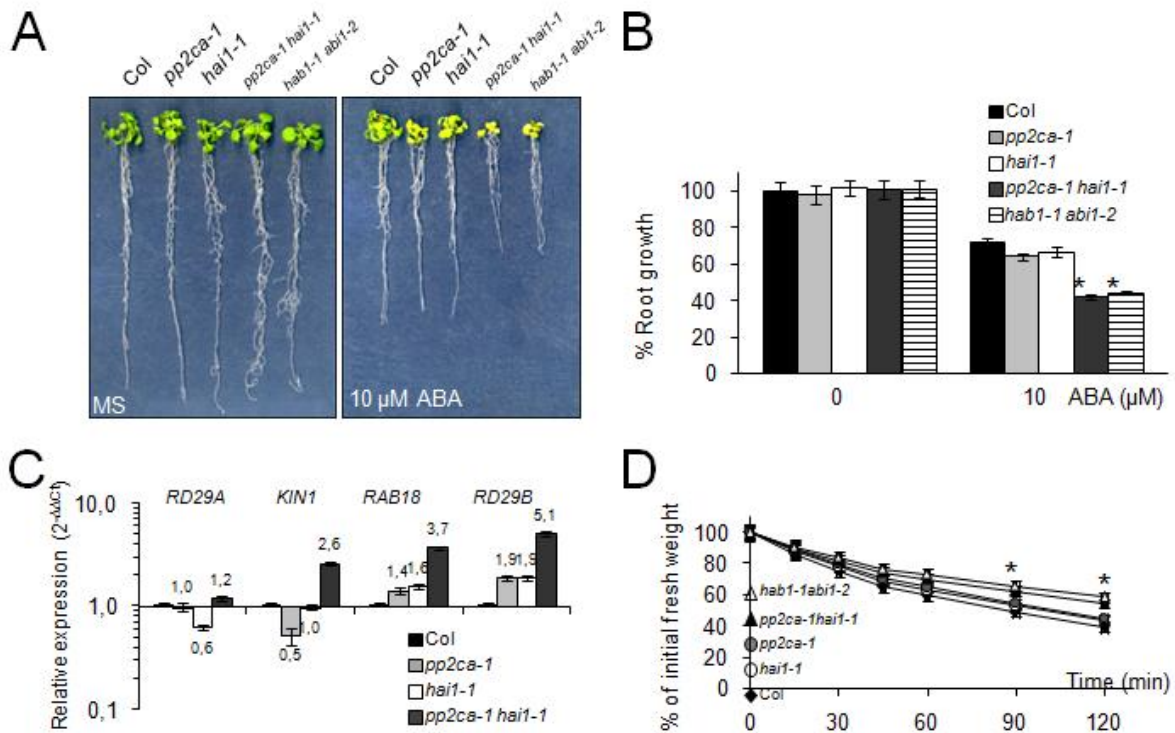 A
Col
pp2ca-1
hai1-1
pp2ca-1 hai1-1
hab1-1 abi1-2
Col
pp2ca-1
hai1-1
pp2ca-1 hai1-1
hab1-1 abi1-2
MS
10 µM ABA
B
Col
pp2ca-1
hai1-1
pp2ca-1 hai1-1
hab1-1 abi1-2
% Root growth
100
80
60
40
20
0
* *
0
10
ABA (µM)
C
Relative expression (2-ΔΔct)
10,0
1,0
0,1
RD29A
KIN1
RAB18
RD29B
1,0
0,6
1,2
0,5
1,0
2,6
1,4
1,6
3,7
1,9
1,9
5,1
Col
pp2ca-1
hai1-1
pp2ca-1 hai1-1
D
% of initial fresh weight
100
80
60
40
20
0
* *
hab1-1abi1-2
pp2ca-1hai1-1
pp2ca-1
hai1-1
Col
Time (min)
0
30
60
90
120